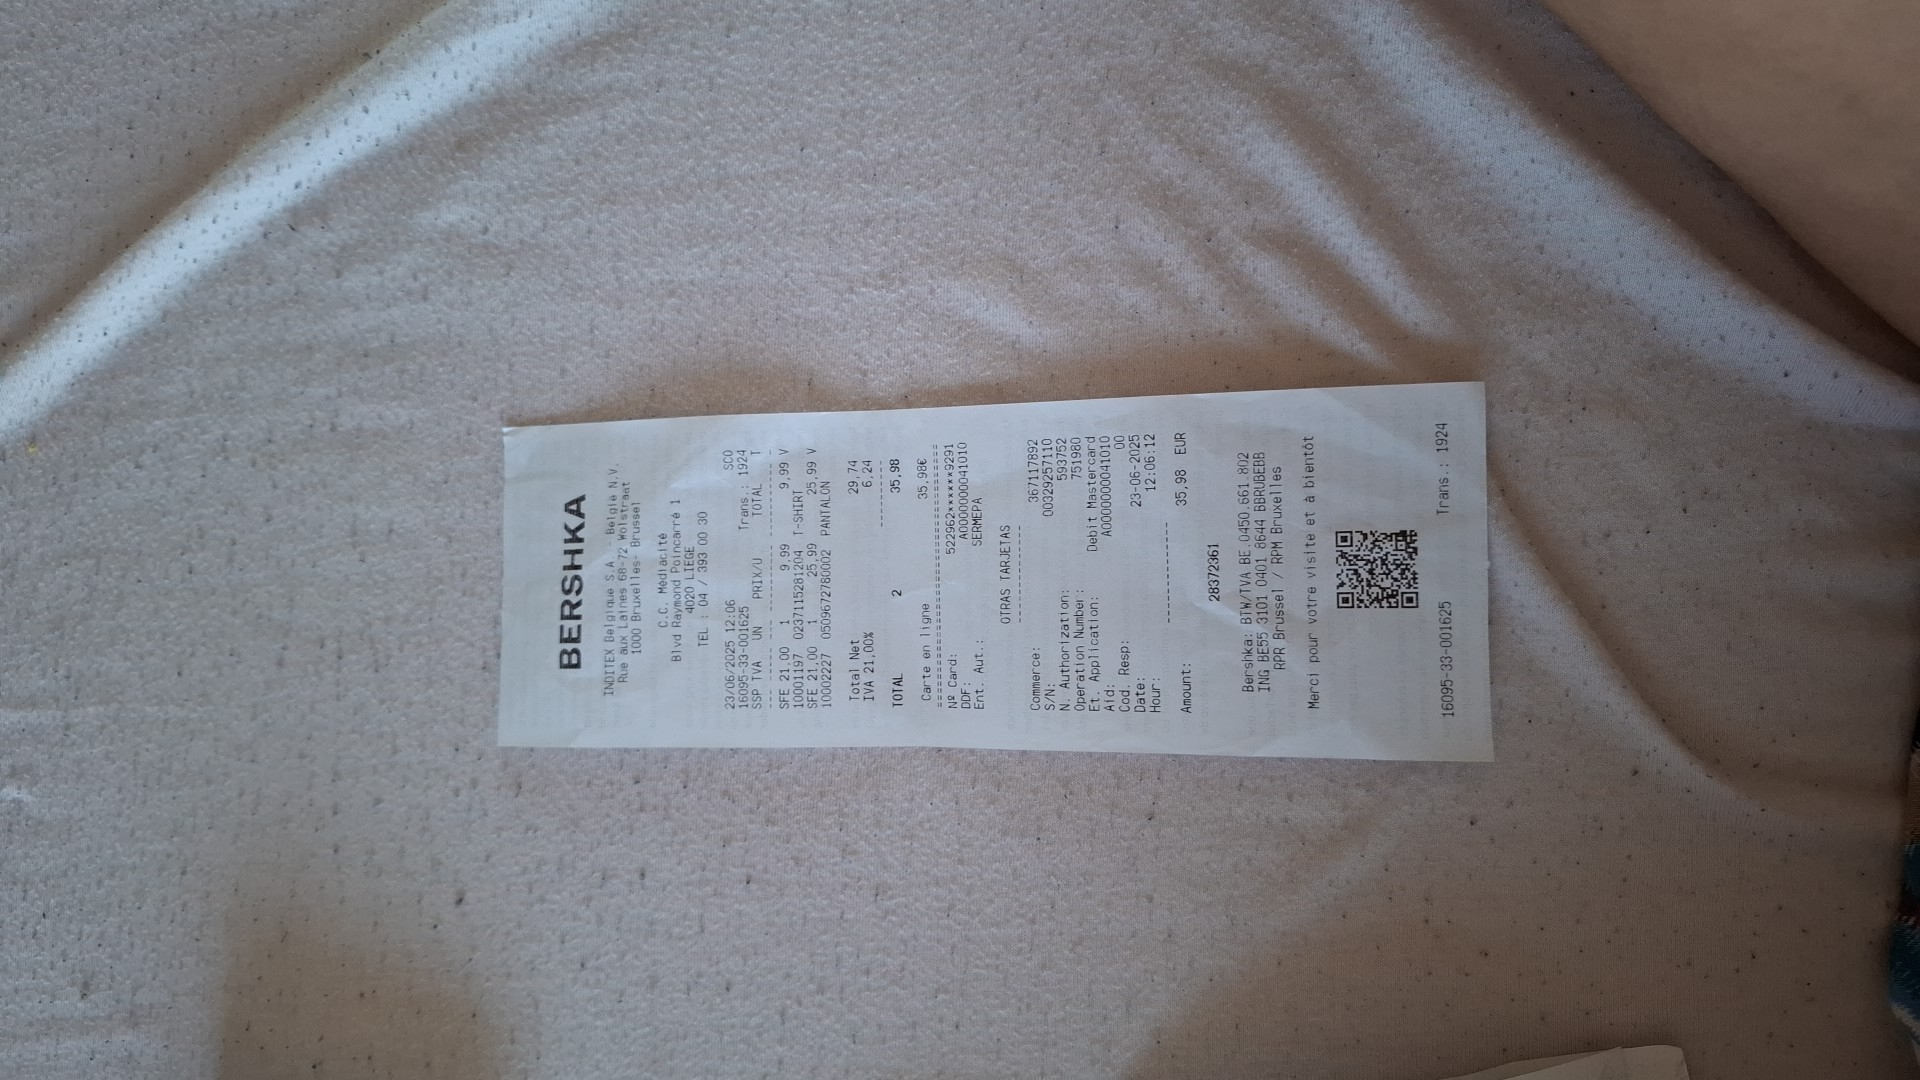 BERSHKA
INDITEX Belgique S.A. - Belgie N.V.
Rue aux Laines 68-72 Wolstraat
1000 Bruxelles- Brussel
C.C. Médiacité
Blvd Raymond Poincarré 1
4020 LIEGE
TEL : 04 / 393 00 30
23/06/2025 12:06 SCO
16095-33-001625 Trans.: 1924
SSP TVA UN PRIX/U TOTAL T
SFE 21,00 1 9,99 9,99 V
10001197 02371152812​04 T-SHIRT
SFE 21,00 1 25,99 25,99 V
10002227 0509672780002 PANTALON
Total Net 29,74
IVA 21,00% 6,24
TOTAL 2 35,98
Carte en ligne 35,98€
Nº Card: 522962******9291
DDF: A0000000041010
Ent. Aut.: SERMEPA
OTRAS TARJETAS
Commerce: 367117892
S/N: 00029257110
N. Authorization: 593752
Operation Number: 751980
Et. Application: Debit Mastercard
Aid: A0000000041010
Cod. Resp: 00
Date: 23-06-2025
Hour: 12:06:12
Amount: 35,98 EUR
28372361
Bershka: BTW/TVA BE.0450.661.802
ING BE55 3101 0401 8644 BBRUBEBB
RPR Brussel / RPM Bruxelles
Merci pour votre visite et à bientôt
16095-33-001625 Trans.: 1924